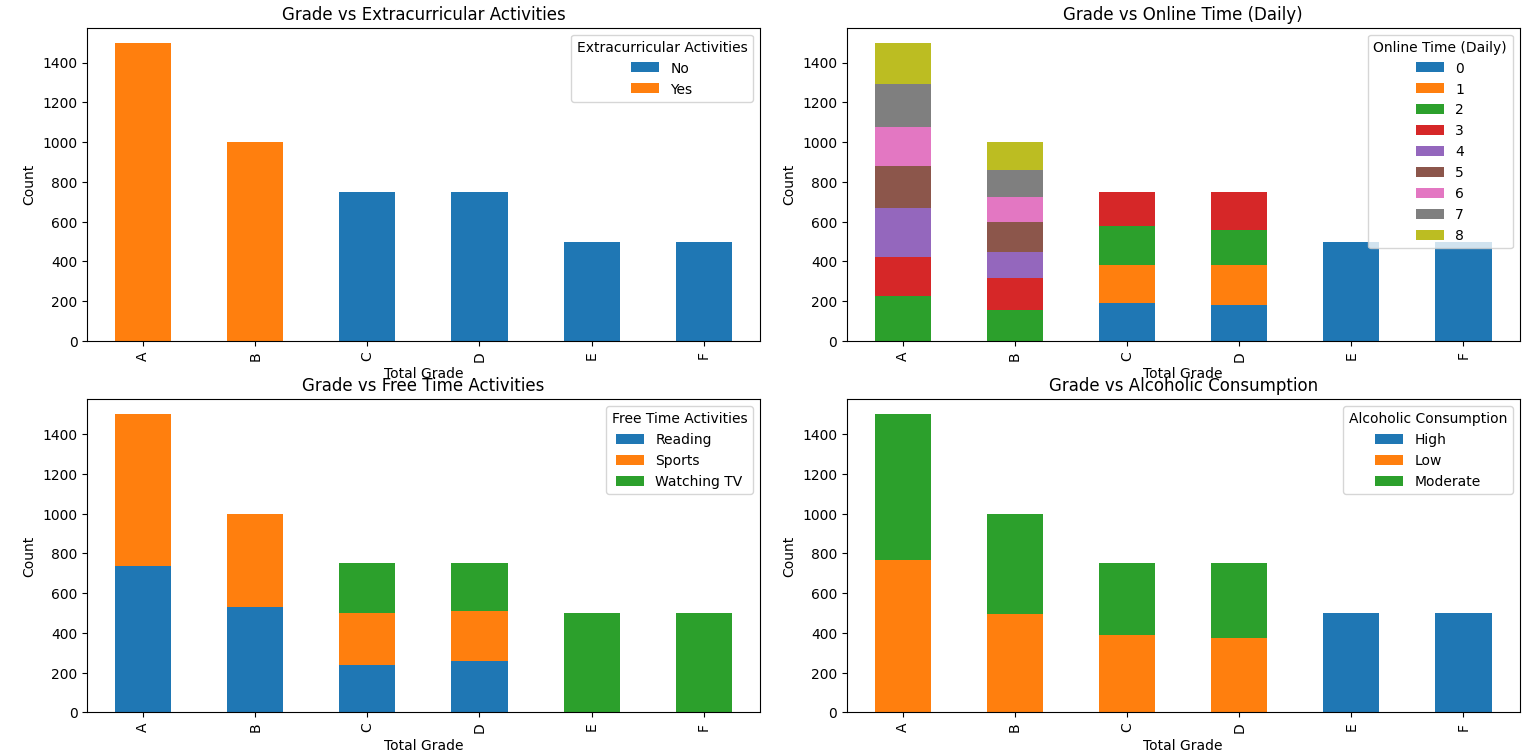 Grade vs Extracurricular Activities
Count
1400
1200
1000
800
600
400
200
0
Extracurricular Activities
No
Yes
A
B
C
D
E
F
Total Grade
Grade vs Online Time (Daily)
Count
1400
1200
1000
800
600
400
200
0
Online Time (Daily)
0
1
2
3
4
5
6
7
8
A
B
C
D
E
F
Total Grade
Grade vs Free Time Activities
Count
1400
1200
1000
800
600
400
200
0
Free Time Activities
Reading
Sports
Watching TV
A
B
C
D
E
F
Total Grade
Grade vs Alcoholic Consumption
Count
1400
1200
1000
800
600
400
200
0
Alcoholic Consumption
High
Low
Moderate
A
B
C
D
E
F
Total Grade